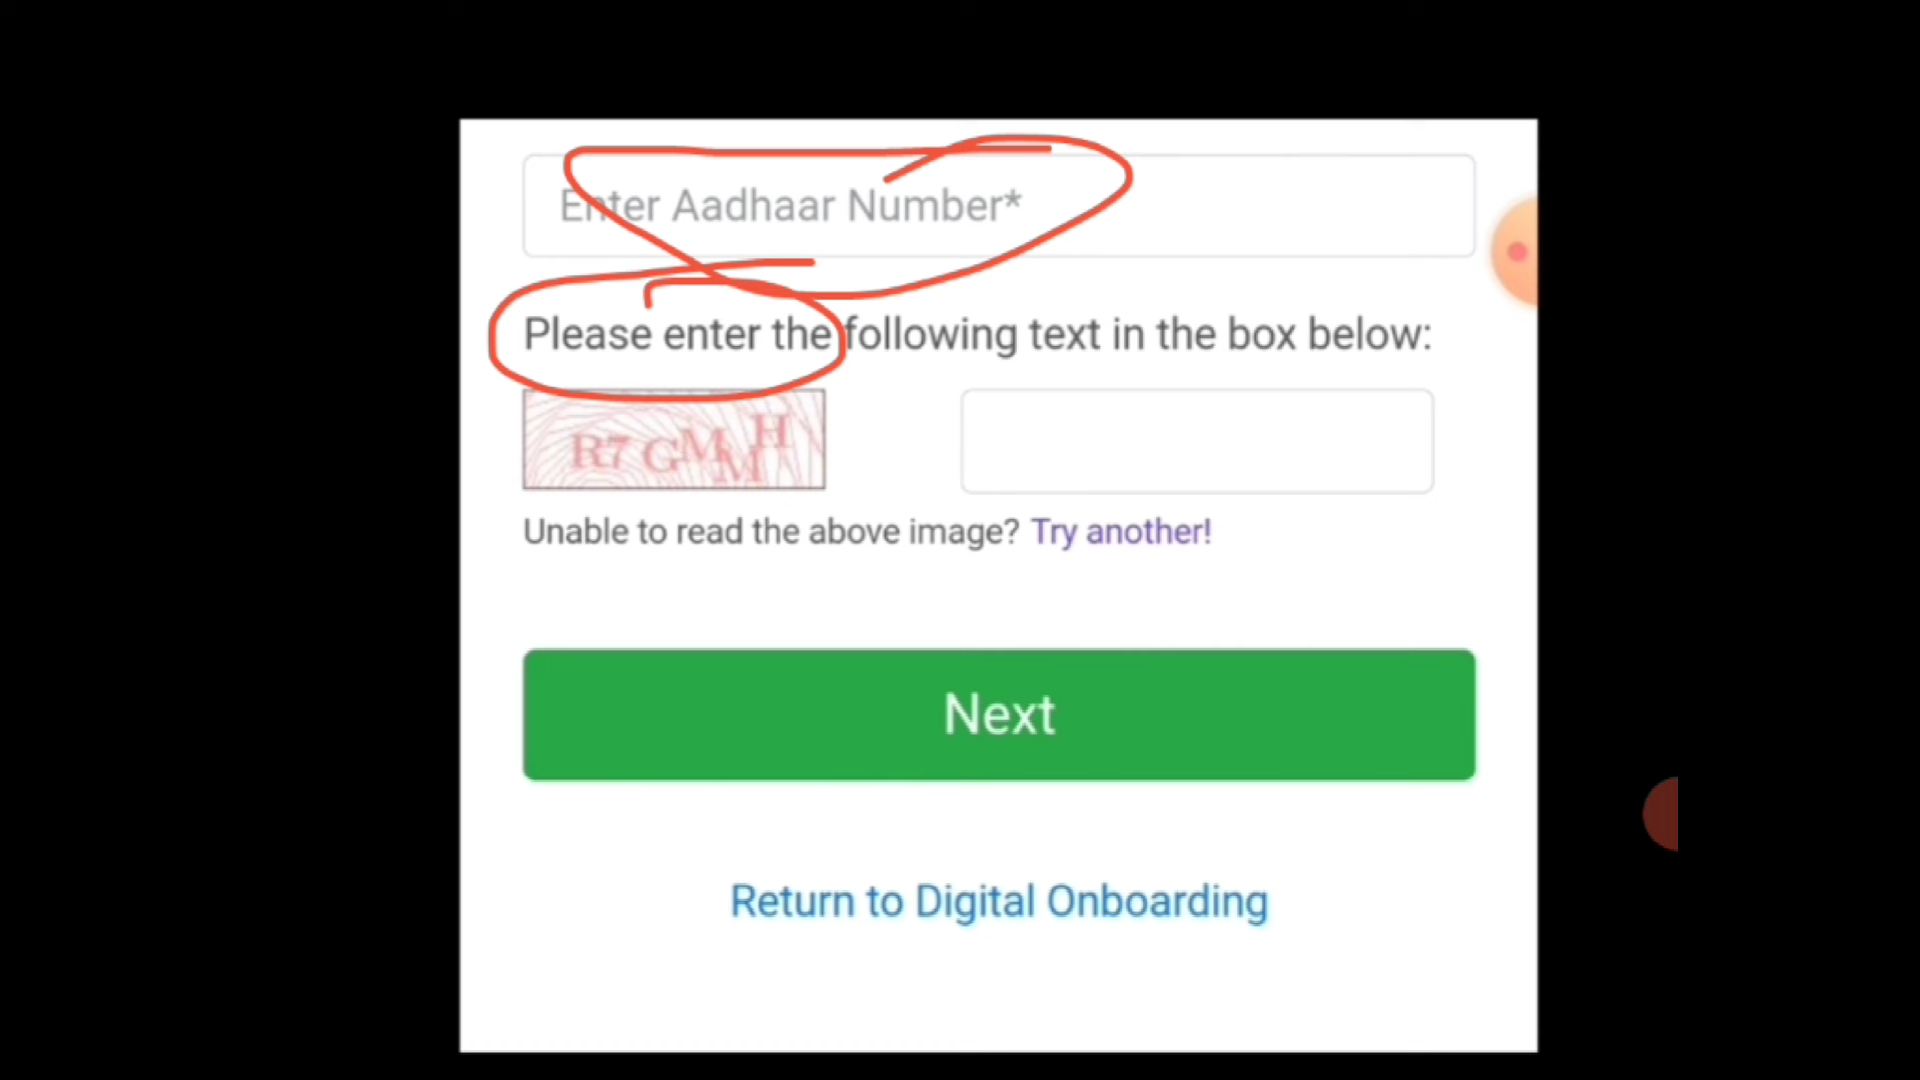 Enter Aadhaar Number*
Please enter the following text in the box below:
R7GMMH
Unable to read the above image? Try another!
Next
Return to Digital Onboarding